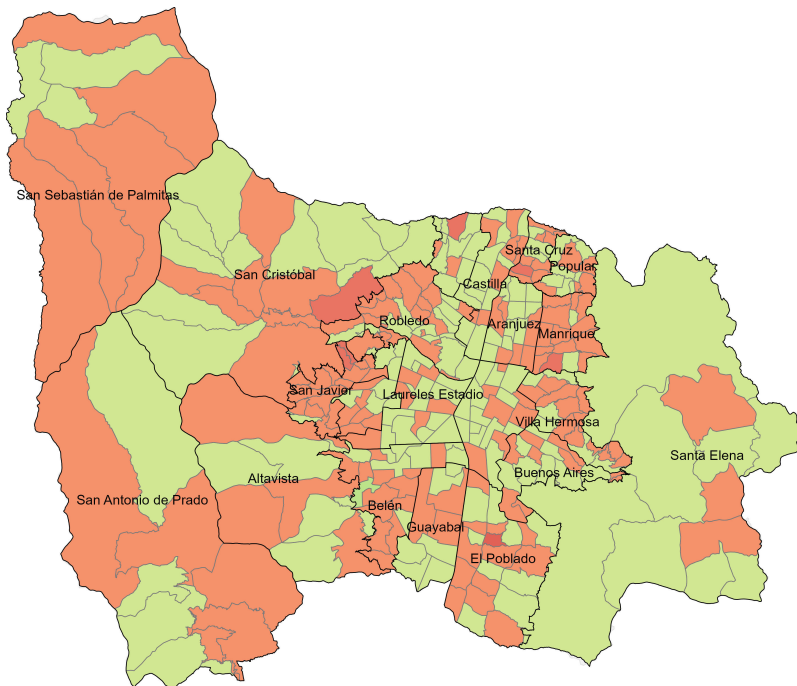 San Sebastián de Palmitas
Santa Cruz
Popular
San Cristóbal
Castilla
Robledo
Aranjuez
Manrique
San Javier
Laureles Estadio
Villa Hermosa
Santa Elena
Buenos Aires
Altavista
San Antonio de Prado
Belén
Guayabal
El Poblado